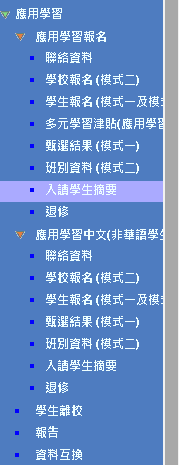 應用學習
應用學習報名
聯絡資料
學校報名 (模式二)
學生報名 (模式一及模
多元學習津貼(應用學習
甄選結果 (模式一)
班別資料 (模式二)
入讀學生摘要
退修
應用學習中文(非華語學生
聯絡資料
學校報名 (模式二)
學生報名 (模式一及模
甄選結果 (模式一)
班別資料 (模式二)
入讀學生摘要
退修
學生離校
報告
資料互換